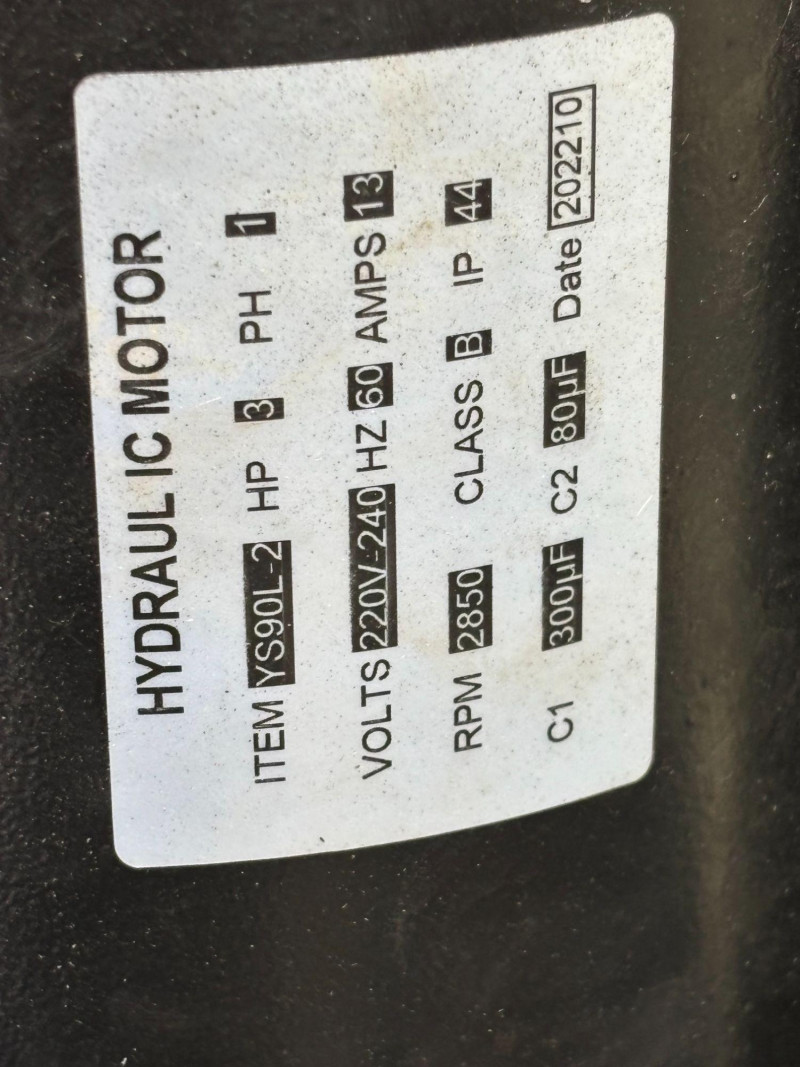 HYDRAUL IC MOTOR
ITEM YS90L-2 HP 3 PH 1
VOLTS 220V-240 HZ 60 AMPS 13
RPM 2850 CLASS B IP 44
C1 300µF C2 80µF Date 202210